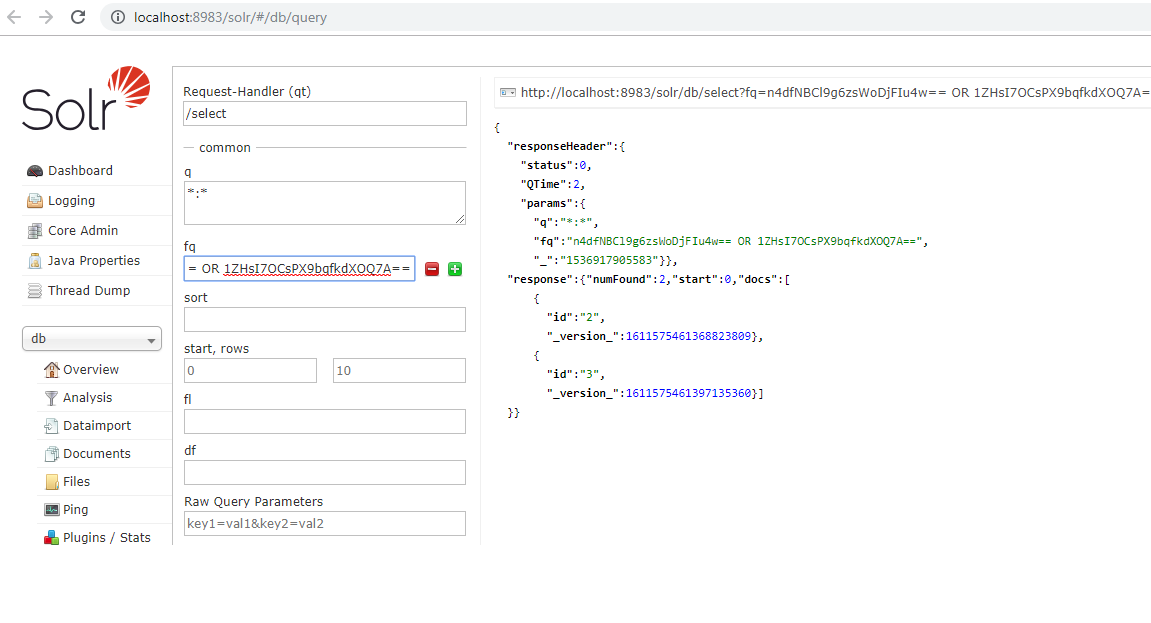 localhost:8983/solr/#/db/query
Solr
Dashboard
Logging
Core Admin
Java Properties
Thread Dump
db
Overview
Analysis
Dataimport
Documents
Files
Ping
Plugins / Stats
Request-Handler (qt)
/select
common
q
*:*
fq
= OR 1ZHsI7OCsPX9bqfkdXOQ7A==
sort
start, rows
0
10
fl
df
Raw Query Parameters
key1=val1&key2=val2
http://localhost:8983/solr/db/select?fq=n4dfNBCl9g6zsWoDjFIu4w== OR 1ZHsI7OCsPX9bqfkdXOQ7A=
{
"responseHeader":{
"status":0,
"QTime":2,
"params":{
"q":"*:*",
"fq":"n4dfNBCl9g6zsWoDjFIu4w== OR 1ZHsI7OCsPX9bqfkdXOQ7A==",
"_":"1536917905583"}},
"response":{"numFound":2,"start":0,"docs":[
{
"id":"2",
"_version_":1611575461368823809},
{
"id":"3",
"_version_":1611575461397135360}]
}}